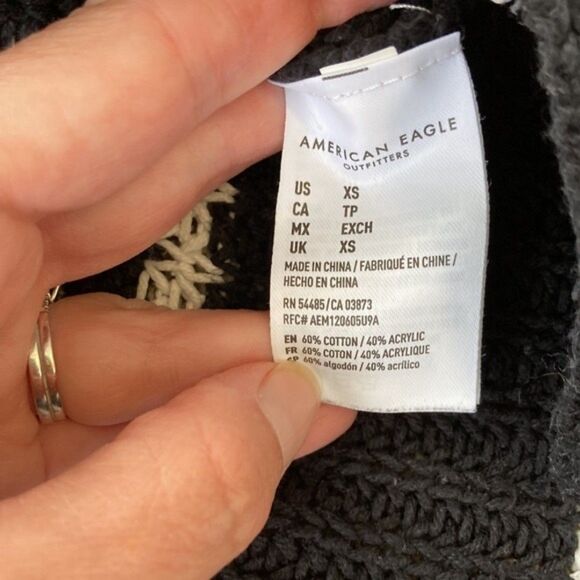 AMERICAN EAGLE
OUTFITTERS
US XS
CA TP
MX EXCH
UK XS
MADE IN CHINA / FABRIQUÉ EN CHINE /
HECHO EN CHINA
RN 54485/CA 03873
RFC# AEM120605U9A
EN 60% COTTON / 40% ACRYLIC
FR 60% COTON / 40% ACRYLIQUE
SP 60% algodón / 40% acrílico